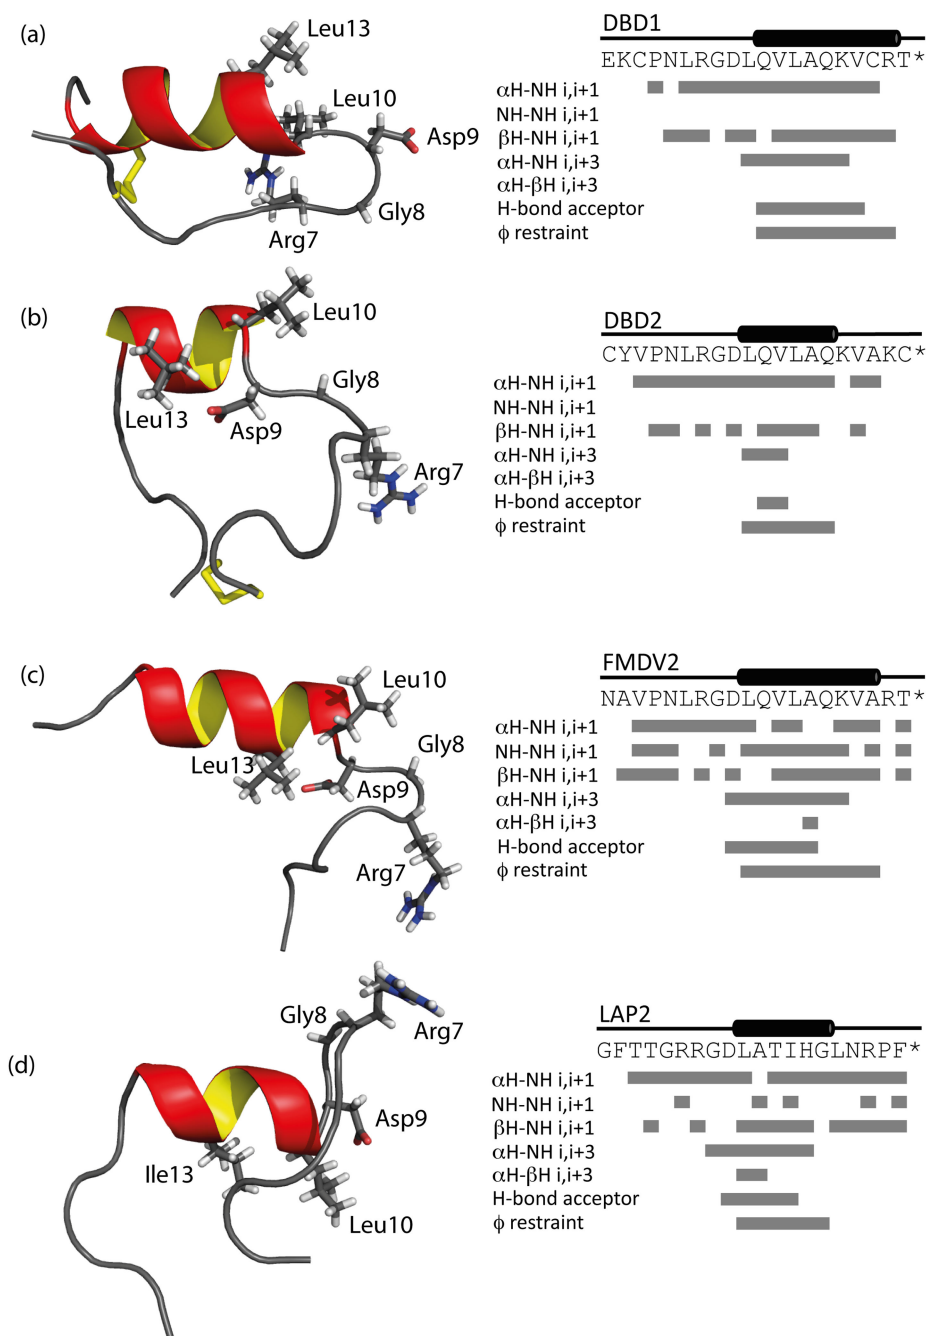 (a)
Leu13
Leu10
Asp9
Gly8
Arg7
DBD1
EKCPNLRGDLQVLAQKVCRT*
αH-NH i,i+1
NH-NH i,i+1
βH-NH i,i+1
αH-NH i,i+3
αH-βH i,i+3
H-bond acceptor
ϕ restraint
(b)
Leu10
Gly8
Leu13
Asp9
Arg7
DBD2
CYVPNLRGDLQVLAQKVAKC*
αH-NH i,i+1
NH-NH i,i+1
βH-NH i,i+1
αH-NH i,i+3
αH-βH i,i+3
H-bond acceptor
ϕ restraint
(c)
Leu10
Gly8
Leu13
Asp9
Arg7
FMDV2
NAVPNLRGDLQVLAQKVART*
αH-NH i,i+1
NH-NH i,i+1
βH-NH i,i+1
αH-NH i,i+3
αH-βH i,i+3
H-bond acceptor
ϕ restraint
(d)
Gly8
Arg7
Asp9
Ile13
Leu10
LAP2
GFTTGRRGDLATIHGLNRPF*
αH-NH i,i+1
NH-NH i,i+1
βH-NH i,i+1
αH-NH i,i+3
αH-βH i,i+3
H-bond acceptor
ϕ restraint